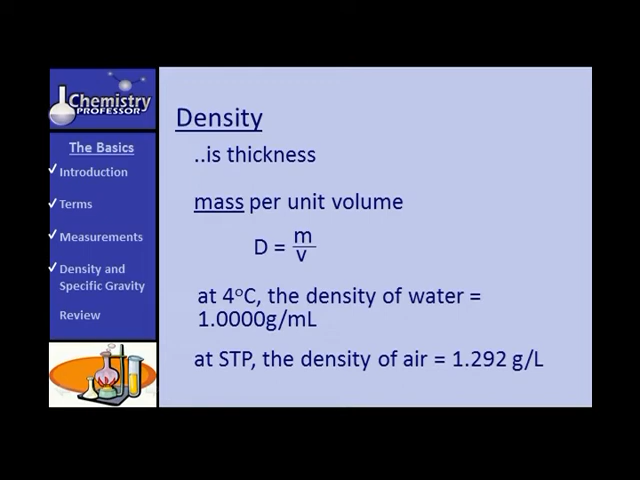 Chemistry
PROFESSOR
The Basics
Introduction
Terms
Measurements
Density and
Specific Gravity
Review
Density
..is thickness
mass per unit volume
D = m
v
at 4°C, the density of water =
1.0000g/mL
at STP, the density of air = 1.292 g/L